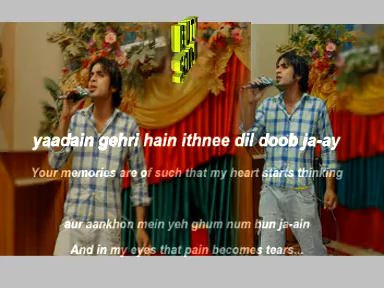 yaadain gehri hain ithnee dil doob ja-ay
Your memories are of such that my heart starts thinking
aur aankhon mein yeh ghum num bun ja-ain
And in my eyes that pain becomes tears...